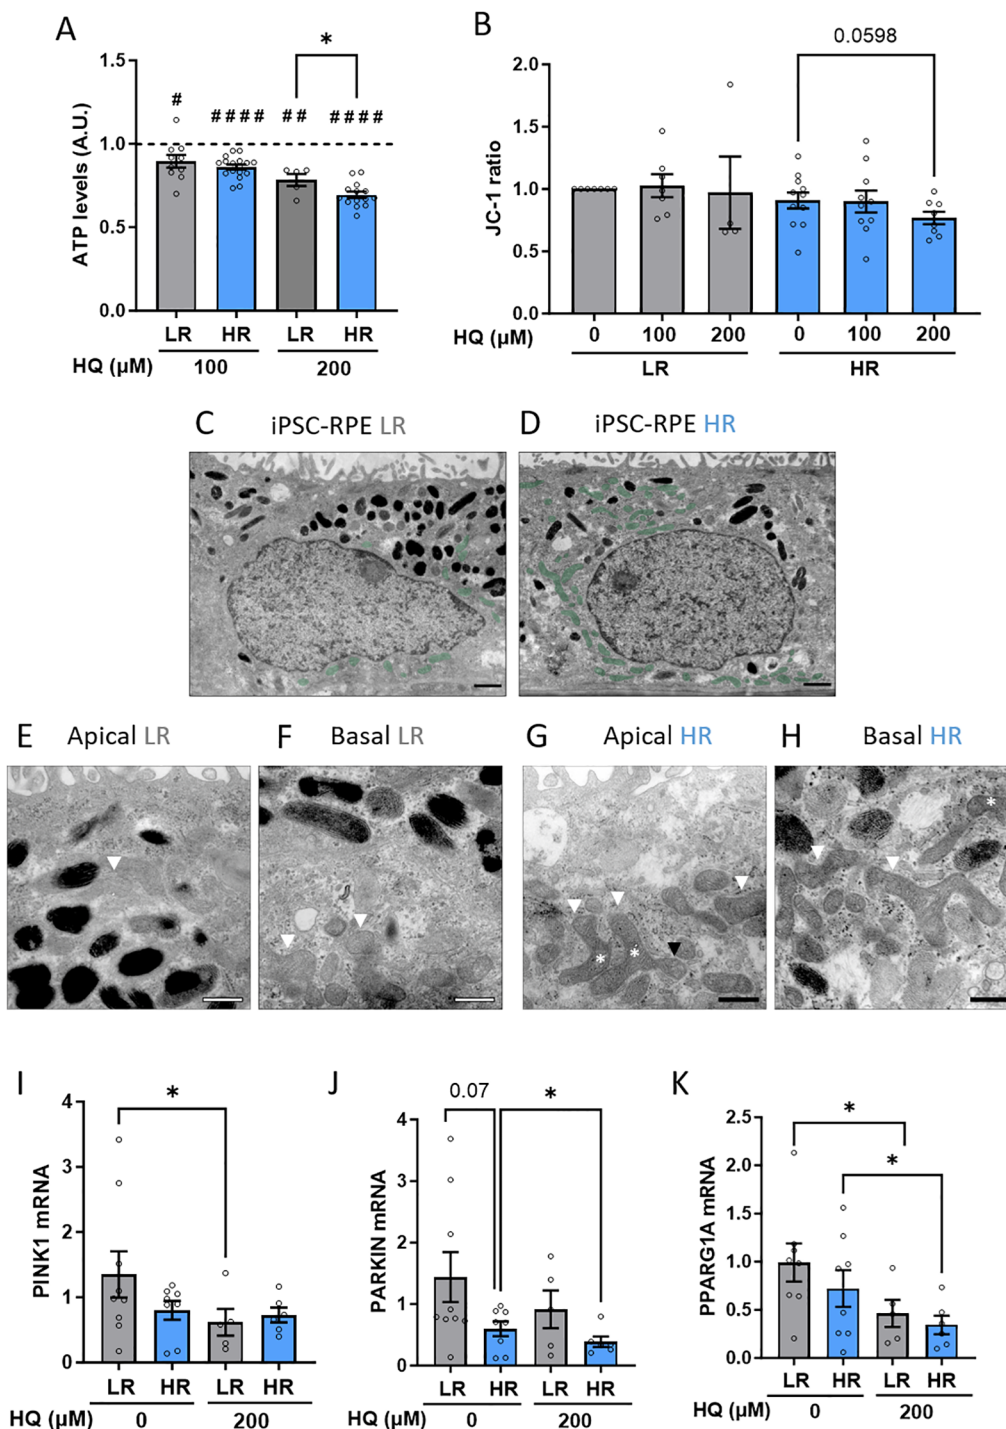 A
ATP levels (A.U.)
1.5
1.0
0.5
0.0
#
####
##
####
*
LR HR LR HR
HQ (µM) 100 200
B
JC-1 ratio
2.0
1.5
1.0
0.5
0.0
0.0598
HQ (µM) 0 100 200 0 100 200
LR HR
C iPSC-RPE LR
D iPSC-RPE HR
E Apical LR
F Basal LR
G Apical HR
H Basal HR
*
*
*
I
PINK1 mRNA
4
3
2
1
0
*
LR HR LR HR
HQ (µM) 0 200
J
PARKIN mRNA
4
3
2
1
0
0.07
*
LR HR LR HR
0 200
K
PPARG1A mRNA
2.5
2.0
1.5
1.0
0.5
0.0
*
*
LR HR LR HR
HQ (µM) 0 200